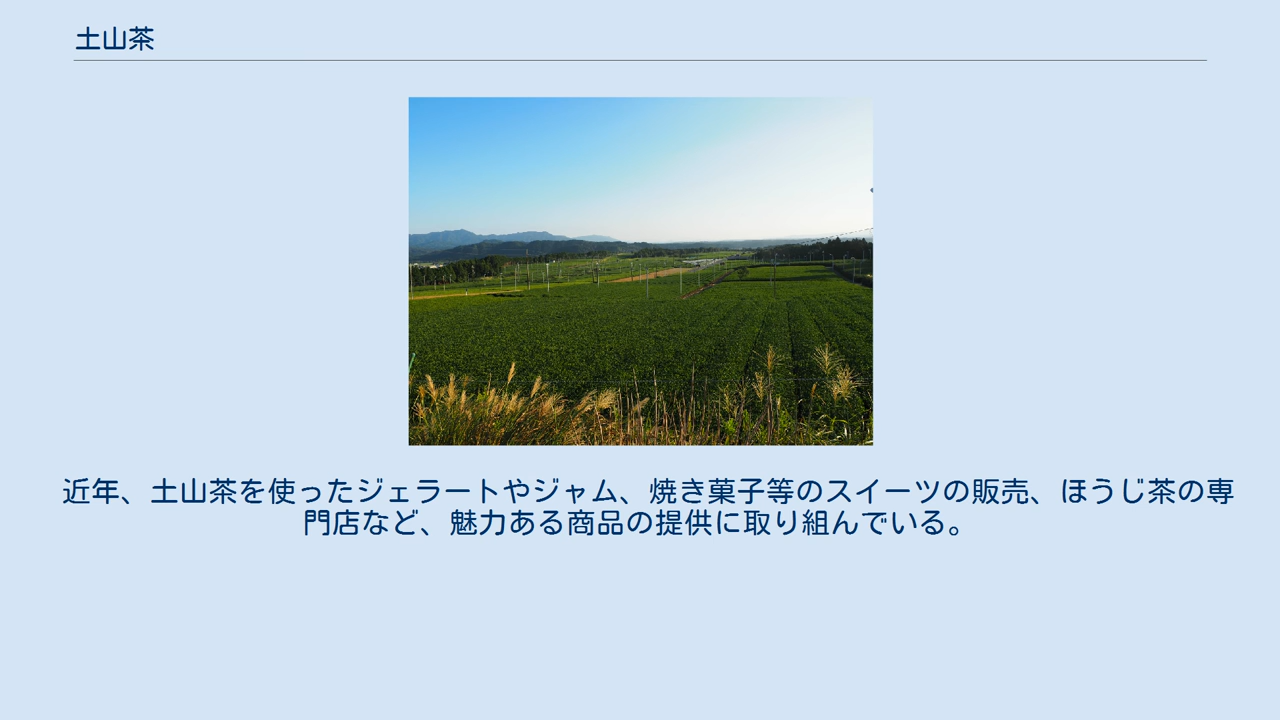 土山茶
近年、土山茶を使ったジェラートやジャム、焼き菓子等のスイーツの販売、ほうじ茶の専
門店など、魅力ある商品の提供に取り組んでいる。